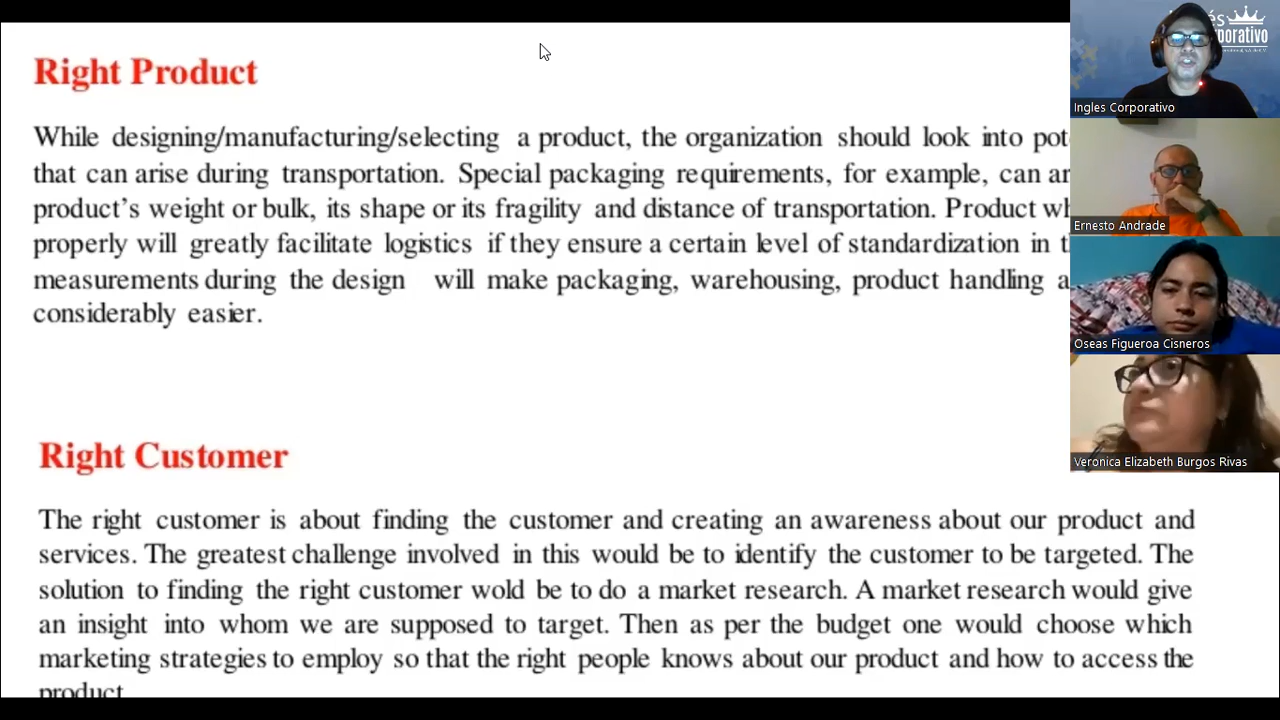 Right Product
While designing/manufacturing/selecting a product, the organization should look into
that can arise during transportation. Special packaging requirements, for example, can
product's weight or bulk, its shape or its fragility and distance of transportation. Product
properly will greatly facilitate logistics if they ensure a certain level of standardization in
measurements during the design will make packaging, warehousing, product handling
considerably easier.
Right Customer
The right customer is about finding the customer and creating an awareness about our product and
services. The greatest challenge involved in this would be to identify the customer to be targeted. The
solution to finding the right customer wold be to do a market research. A market research would give
an insight into whom we are supposed to target. Then as per the budget one would choose which
marketing strategies to employ so that the right people knows about our product and how to access the
product
Ingles Corporativo
Ernesto Andrade
Oseas Figueroa Cisneros
Veronica Elizabeth Burgos Rivas